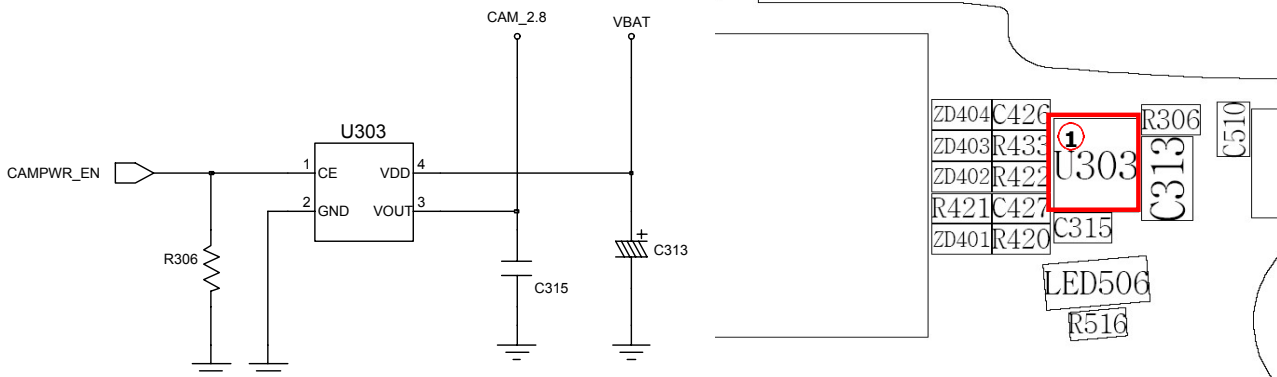 CAM_2.8
VBAT
U303
CAMPWR_EN
1
CE
VDD
4
2
GND
VOUT
3
R306
C315
+
C313
ZD404
C426
ZD403
R433
ZD402
R422
R421
C427
ZD401
R420
1
U303
R306
C313
C510
C315
LED506
R516